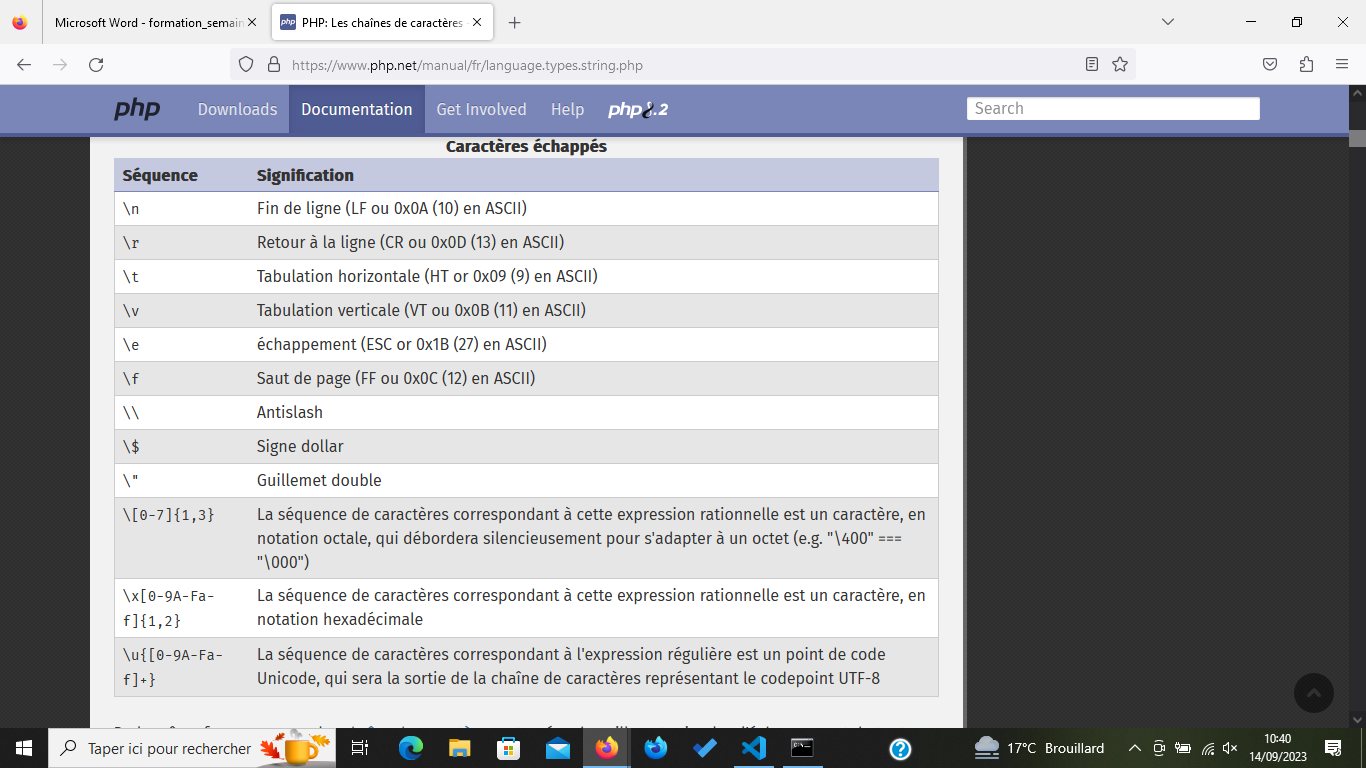 Microsoft Word - formation_semain
PHP: Les chaînes de caractères -
https://www.php.net/manual/fr/language.types.string.php
php
Downloads
Documentation
Get Involved
Help
php8.2
Search
Caractères échappés
Séquence Signification
\n Fin de ligne (LF ou 0x0A (10) en ASCII)
\r Retour à la ligne (CR ou 0x0D (13) en ASCII)
\t Tabulation horizontale (HT or 0x09 (9) en ASCII)
\v Tabulation verticale (VT ou 0x0B (11) en ASCII)
\e échappement (ESC or 0x1B (27) en ASCII)
\f Saut de page (FF ou 0x0C (12) en ASCII)
\\ Antislash
\$ Signe dollar
\" Guillemet double
\[0-7]{1,3} La séquence de caractères correspondant à cette expression rationnelle est un caractère, en
notation octale, qui débordera silencieusement pour s'adapter à un octet (e.g. "\400" ===
"\000")
\x[0-9A-Fa- La séquence de caractères correspondant à cette expression rationnelle est un caractère, en
f]{1,2} notation hexadécimale
\u{[0-9A-Fa- La séquence de caractères correspondant à l'expression régulière est un point de code
f]+} Unicode, qui sera la sortie de la chaîne de caractères représentant le codepoint UTF-8
Taper ici pour rechercher
17°C Brouillard
10:40
14/09/2023